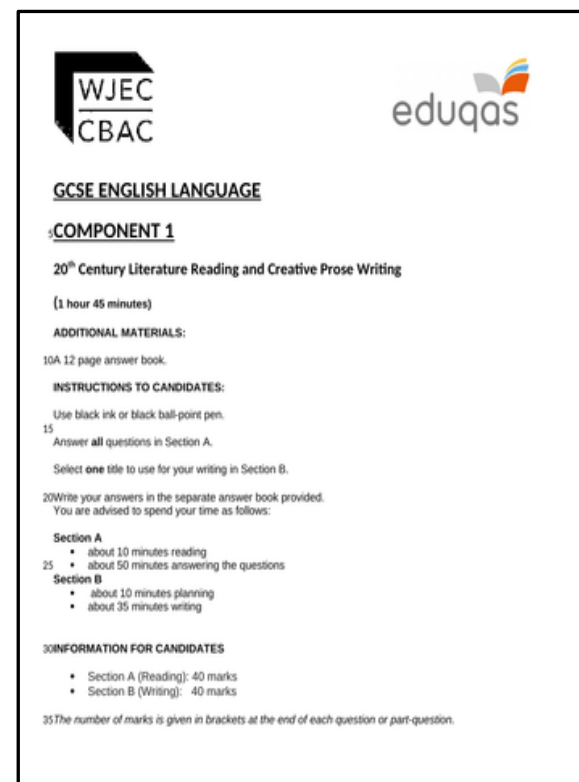 WJEC
CBAC
eduqas
GCSE ENGLISH LANGUAGE
5COMPONENT 1
20th Century Literature Reading and Creative Prose Writing
(1 hour 45 minutes)
ADDITIONAL MATERIALS:
10A 12 page answer book.
INSTRUCTIONS TO CANDIDATES:
Use black ink or black ball-point pen.
15
Answer all questions in Section A.
Select one title to use for your writing in Section B.
20Write your answers in the separate answer book provided.
You are advised to spend your time as follows:
Section A
• about 10 minutes reading
25 • about 50 minutes answering the questions
Section B
• about 10 minutes planning
• about 35 minutes writing
30INFORMATION FOR CANDIDATES
• Section A (Reading): 40 marks
• Section B (Writing): 40 marks
35The number of marks is given in brackets at the end of each question or part-question.